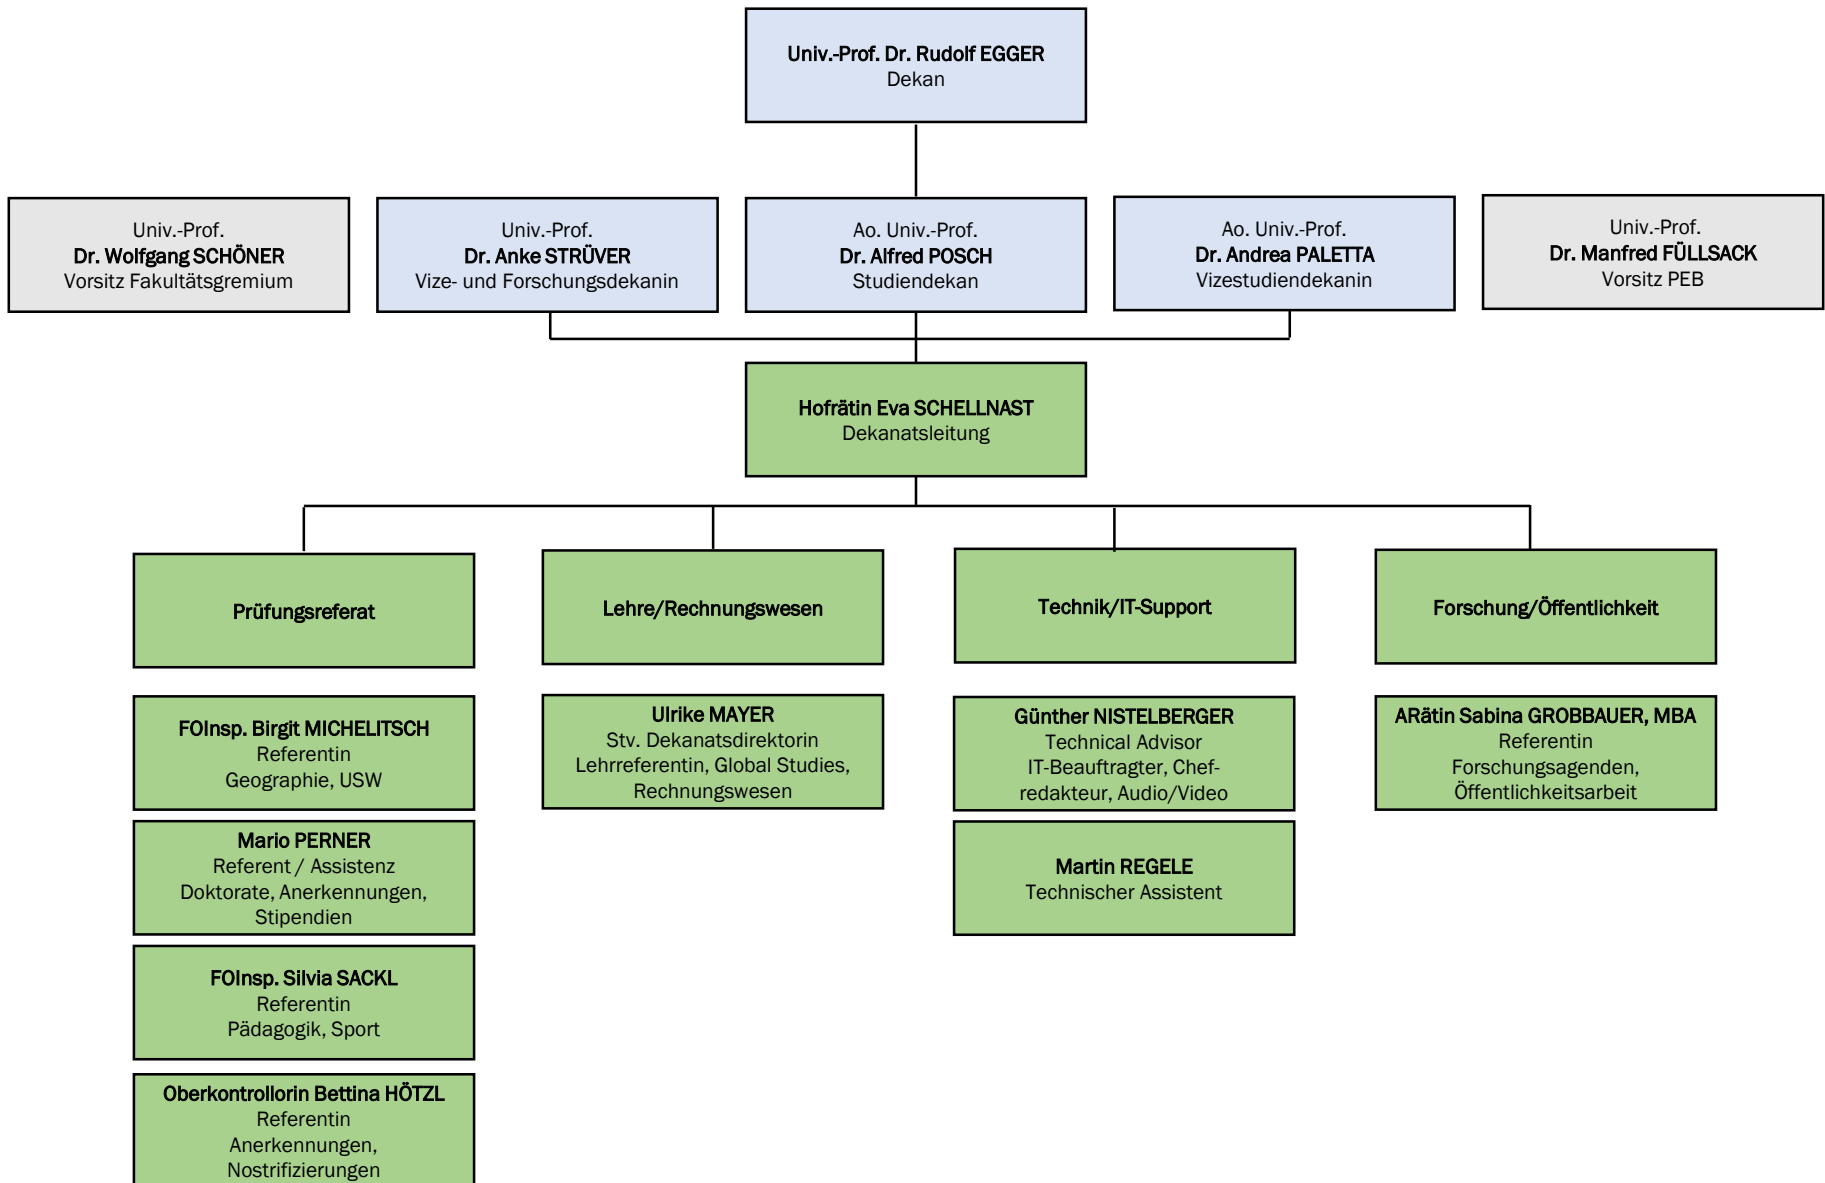 Univ.-Prof. Dr. Rudolf EGGER
Dekan
Univ.-Prof.
Dr. Wolfgang SCHÖNER
Vorsitz Fakultätsgremium
Univ.-Prof.
Dr. Anke STRÜVER
Vize- und Forschungsdekanin
Ao. Univ.-Prof.
Dr. Alfred POSCH
Studiendekan
Ao. Univ.-Prof.
Dr. Andrea PALETTA
Vizestudiendekanin
Univ.-Prof.
Dr. Manfred FÜLLSACK
Vorsitz PEB
Hofrätin Eva SCHELLNAST
Dekanatsleitung
Prüfungsreferat
FOInsp. Birgit MICHELITSCH
Referentin
Geographie, USW
Mario PERNER
Referent / Assistenz
Doktorate, Anerkennungen,
Stipendien
FOInsp. Silvia SACKL
Referentin
Pädagogik, Sport
Oberkontrollorin Bettina HÖTZL
Referentin
Anerkennungen,
Nostrifizierungen
Lehre/Rechnungswesen
Ulrike MAYER
Stv. Dekanatsdirektorin
Lehrreferentin, Global Studies,
Rechnungswesen
Technik/IT-Support
Günther NISTELBERGER
Technical Advisor
IT-Beauftragter, Chef-
redakteur, Audio/Video
Martin REGELE
Technischer Assistent
Forschung/Öffentlichkeit
ARätin Sabina GROBBAUER, MBA
Referentin
Forschungsagenden,
Öffentlichkeitsarbeit